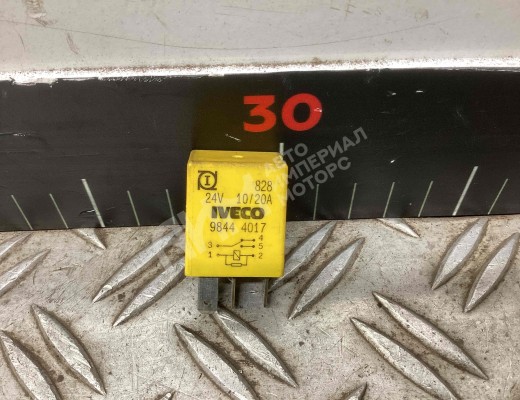 30
828
24V 10/20A
IVECO
9844 4017
3 4
5
1 2
АВТО
ИМПЕРИАЛ
МОТОРС